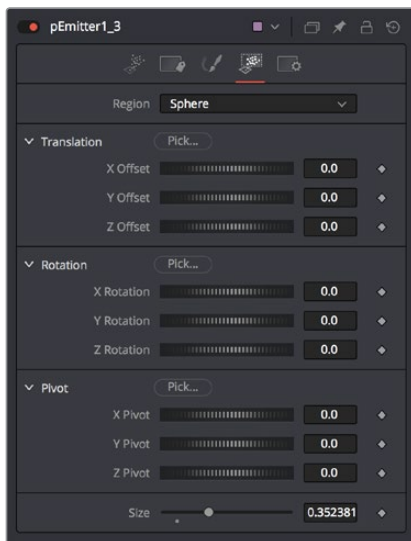 pEmitter1_3
Region Sphere
Translation Pick...
X Offset 0.0
Y Offset 0.0
Z Offset 0.0
Rotation Pick...
X Rotation 0.0
Y Rotation 0.0
Z Rotation 0.0
Pivot Pick...
X Pivot 0.0
Y Pivot 0.0
Z Pivot 0.0
Size 0.352381